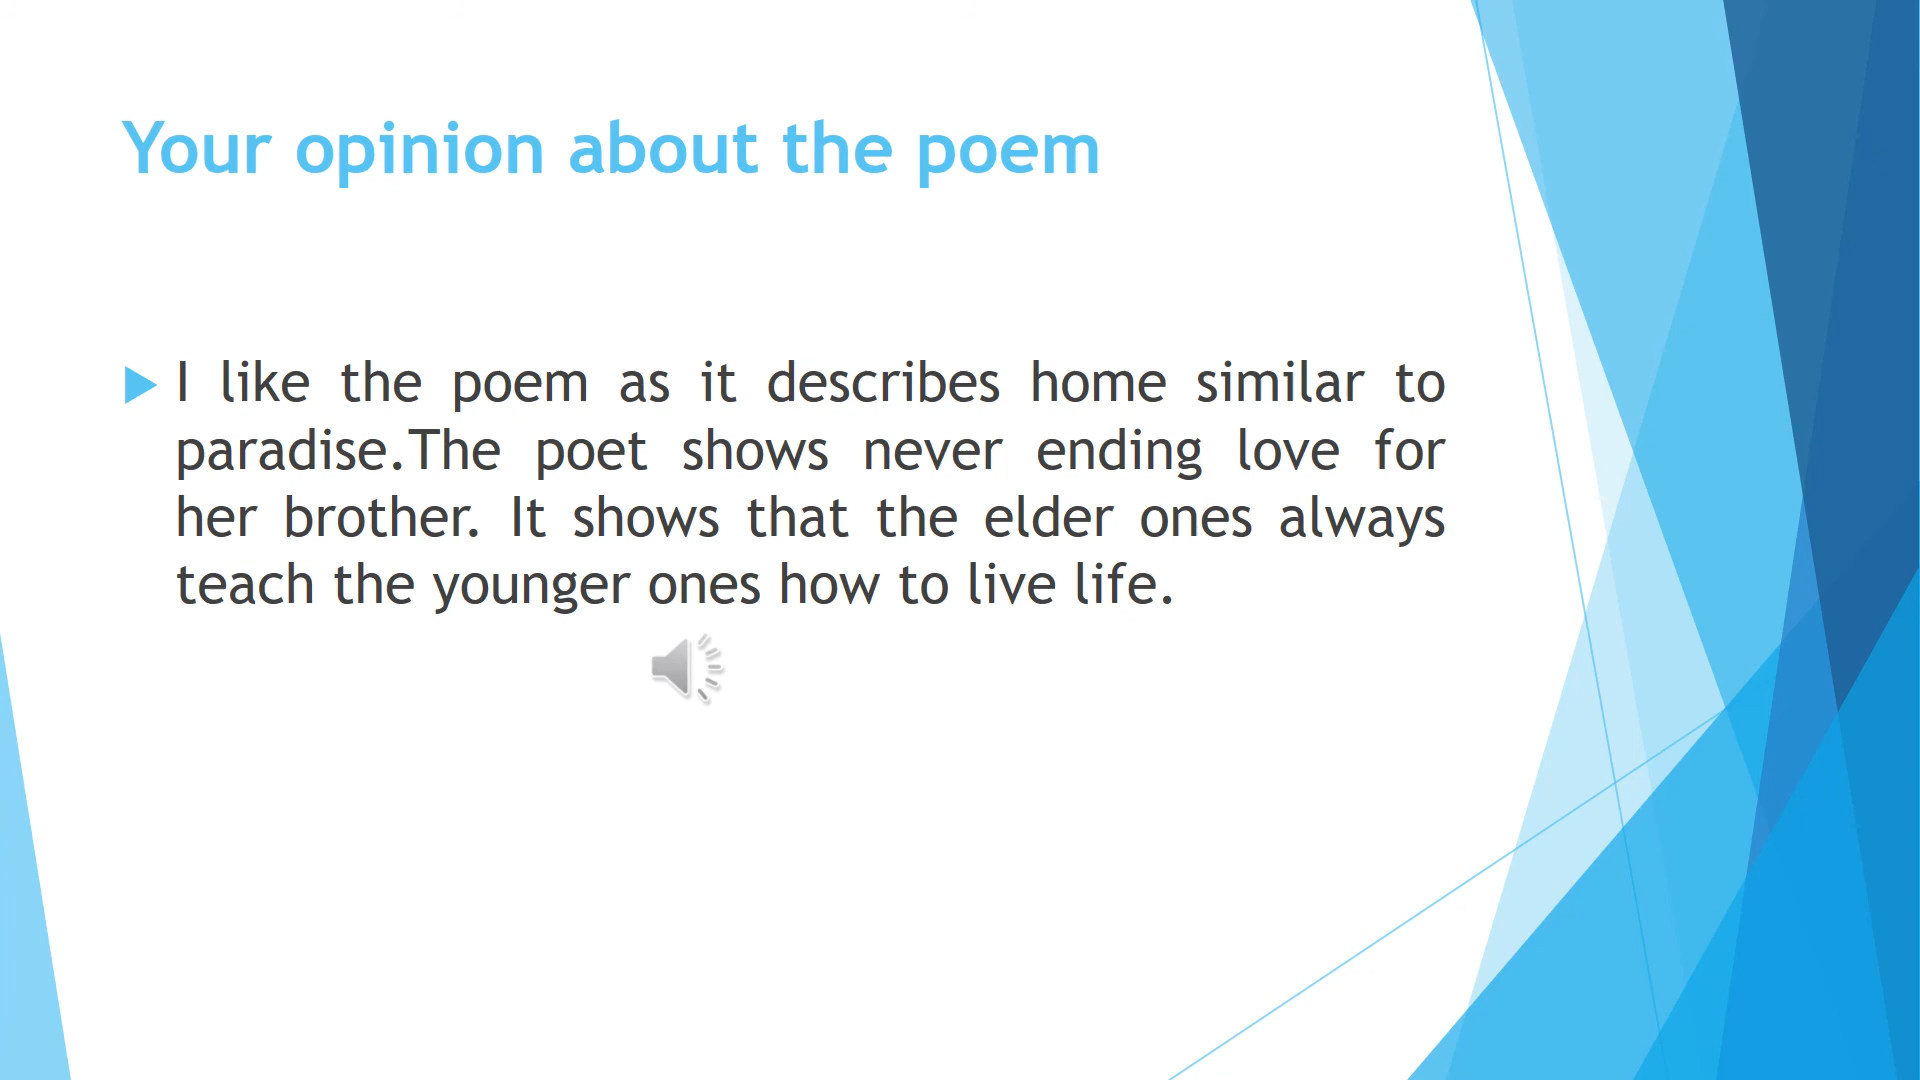 Your opinion about the poem
I like the poem as it describes home similar to
paradise.The poet shows never ending love for
her brother. It shows that the elder ones always
teach the younger ones how to live life.